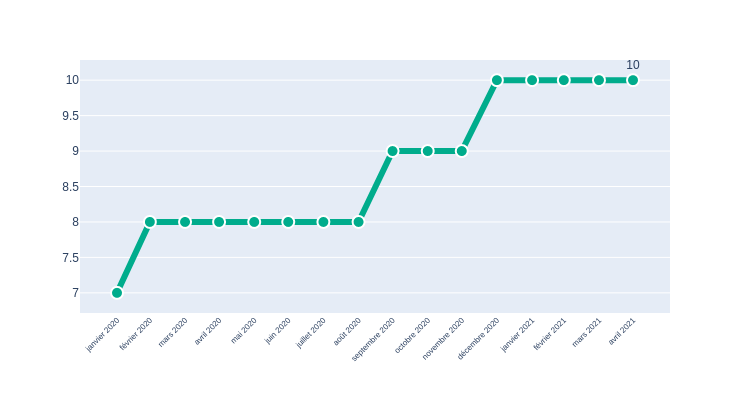 10
10
9.5
9
8.5
8
7.5
7
janvier 2020
février 2020
mars 2020
avril 2020
mai 2020
juin 2020
juillet 2020
août 2020
septembre 2020
octobre 2020
novembre 2020
décembre 2020
janvier 2021
février 2021
mars 2021
avril 2021